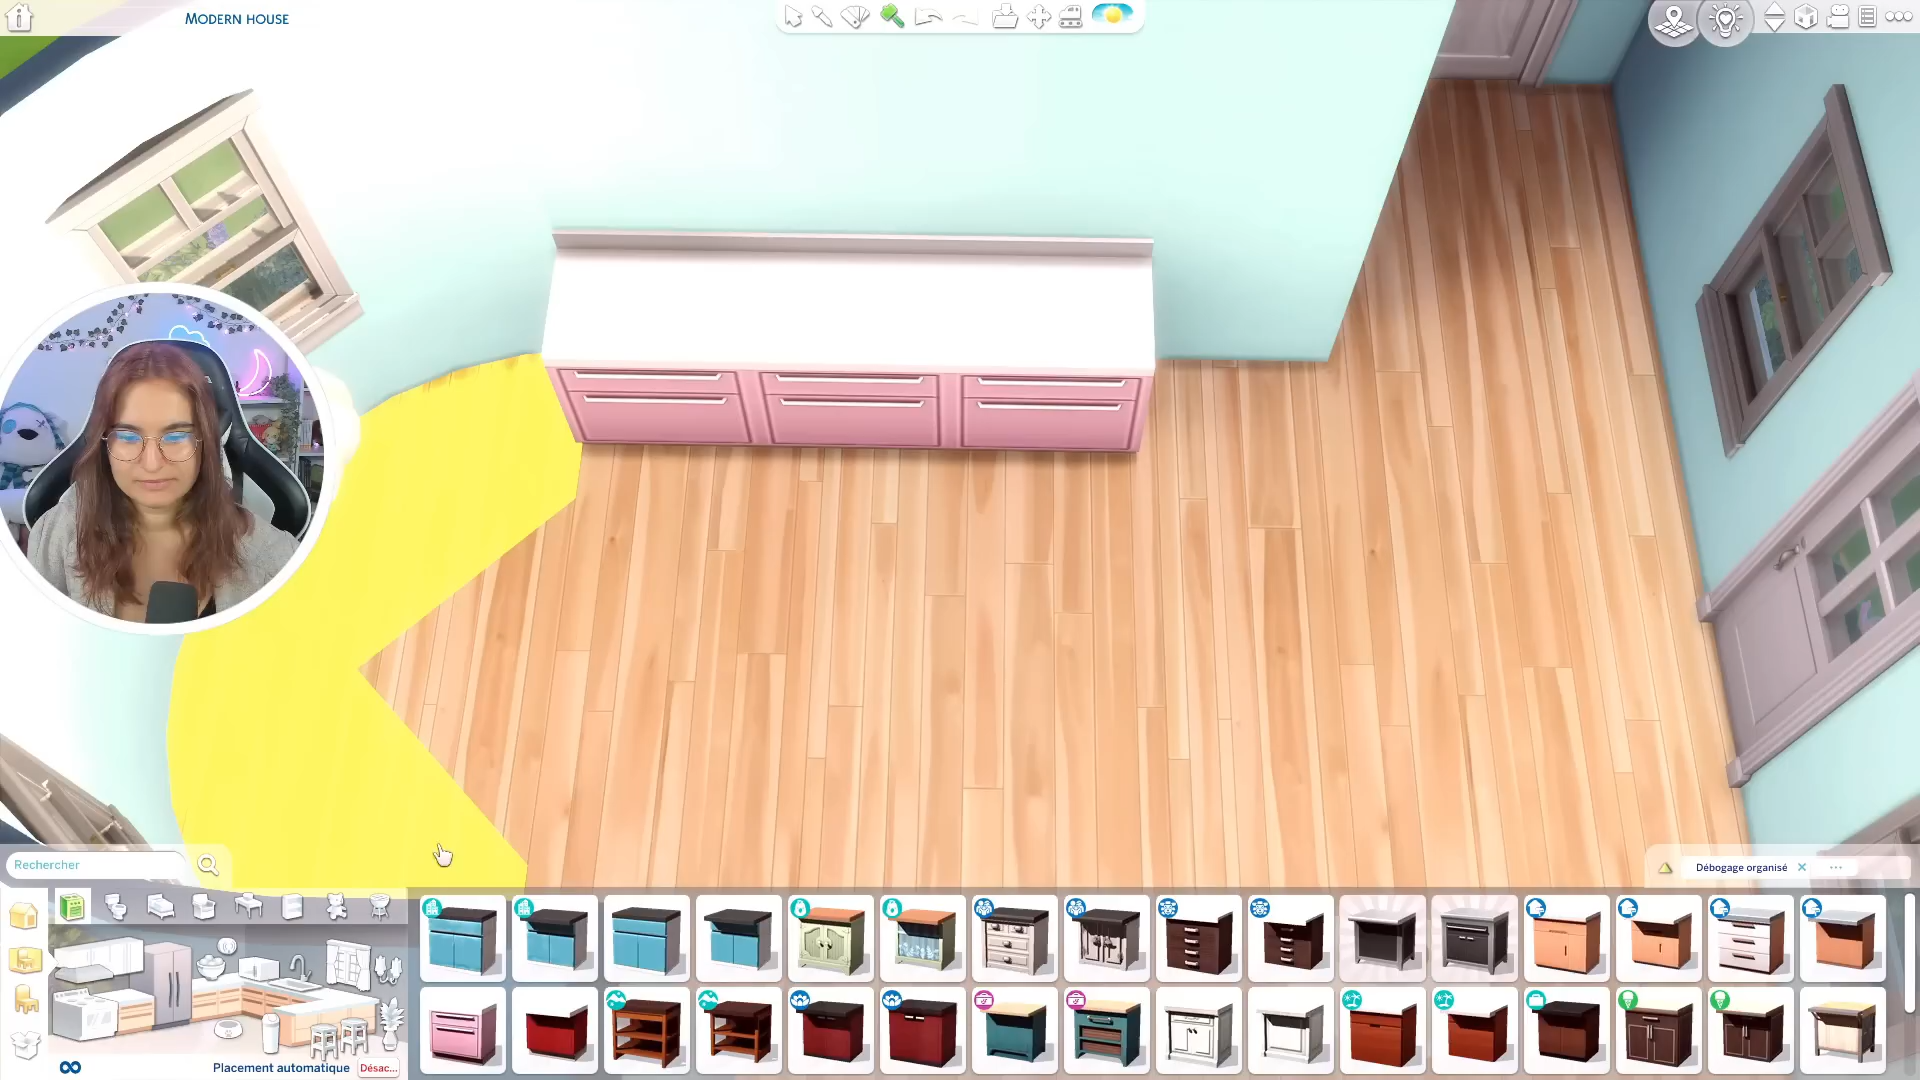 MODERN HOUSE
Rechercher
Débogage organisé
Placement automatique
Désac...